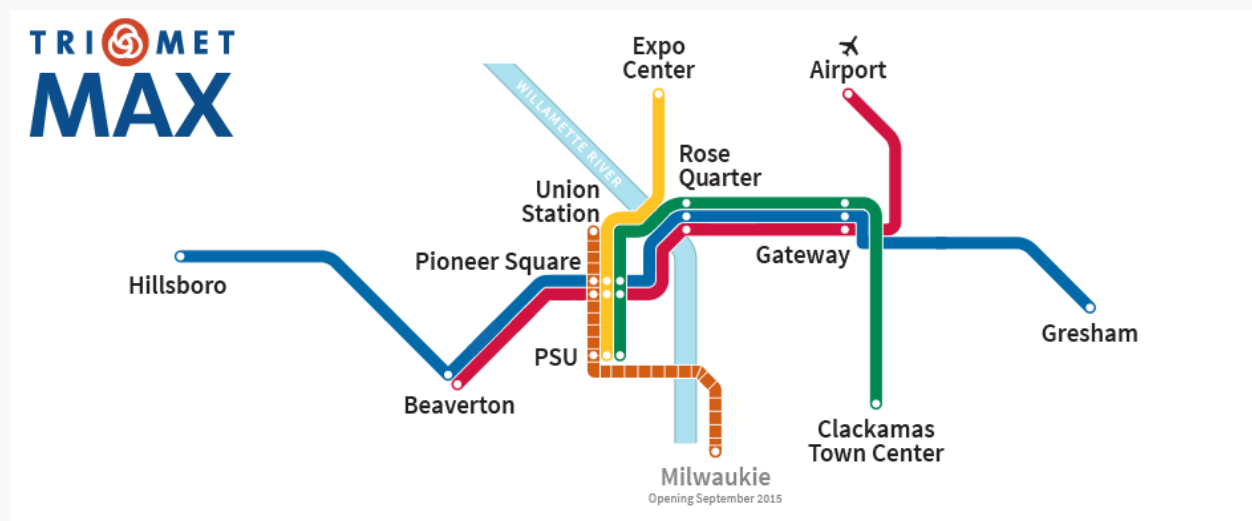 TRI MET
MAX
WILLAMETTE RIVER
Expo
Center
Airport
Rose
Quarter
Union
Station
Pioneer Square
Gateway
Hillsboro
Gresham
PSU
Beaverton
Clackamas
Town Center
Milwaukie
Opening September 2015